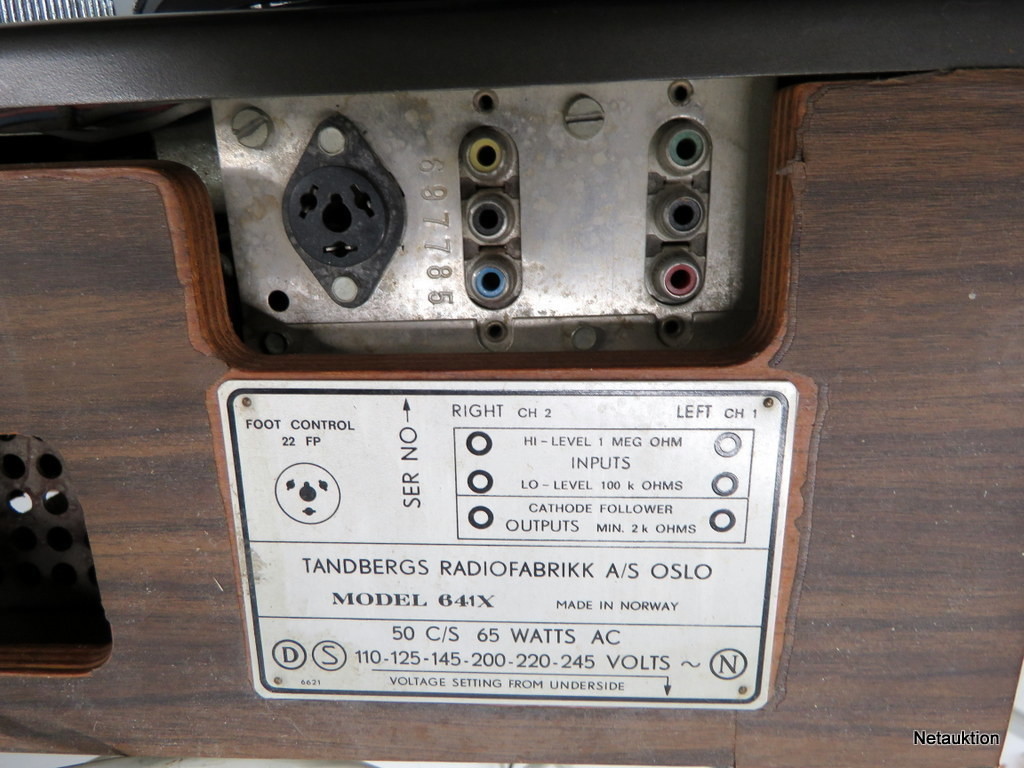 697785
FOOT CONTROL
22 FP
SER NO→
RIGHT CH 2
LEFT CH 1
HI-LEVEL 1 MEG OHM
INPUTS
LO-LEVEL 100 k OHMS
CATHODE FOLLOWER
OUTPUTS MIN. 2 k OHMS
TANDBERGS RADIOFABRIKK A/S OSLO
MODEL 641X MADE IN NORWAY
50 C/S 65 WATTS AC
D S 110-125-145-200-220-245 VOLTS ~ N
6621 VOLTAGE SETTING FROM UNDERSIDE
Netauktion